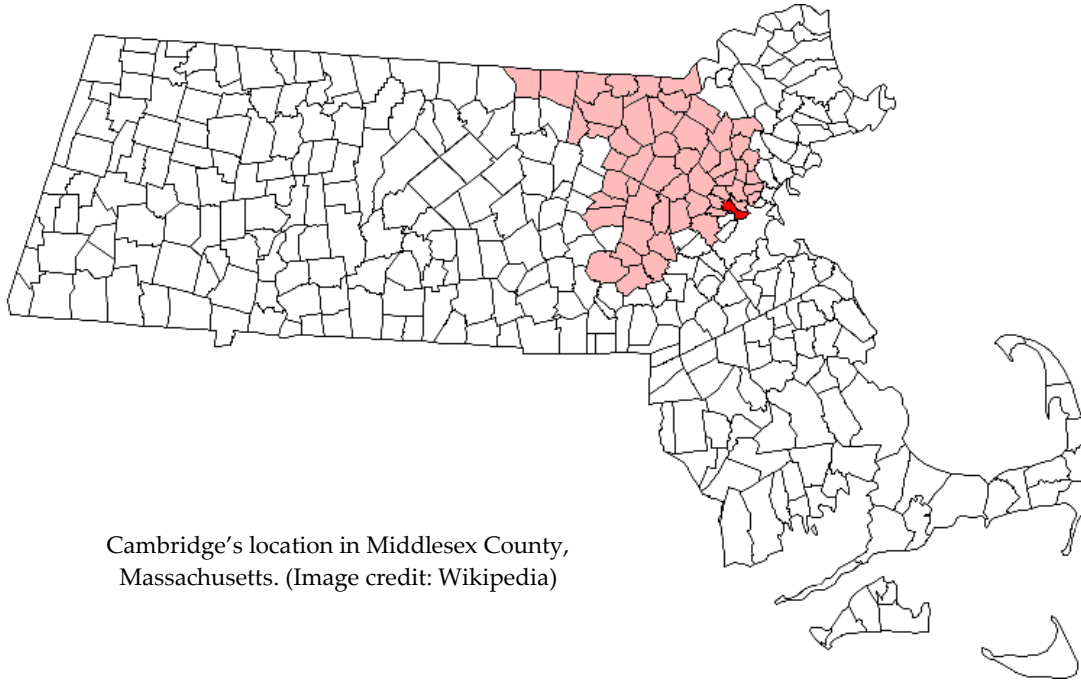 Cambridge’s location in Middlesex County,
Massachusetts. (Image credit: Wikipedia)